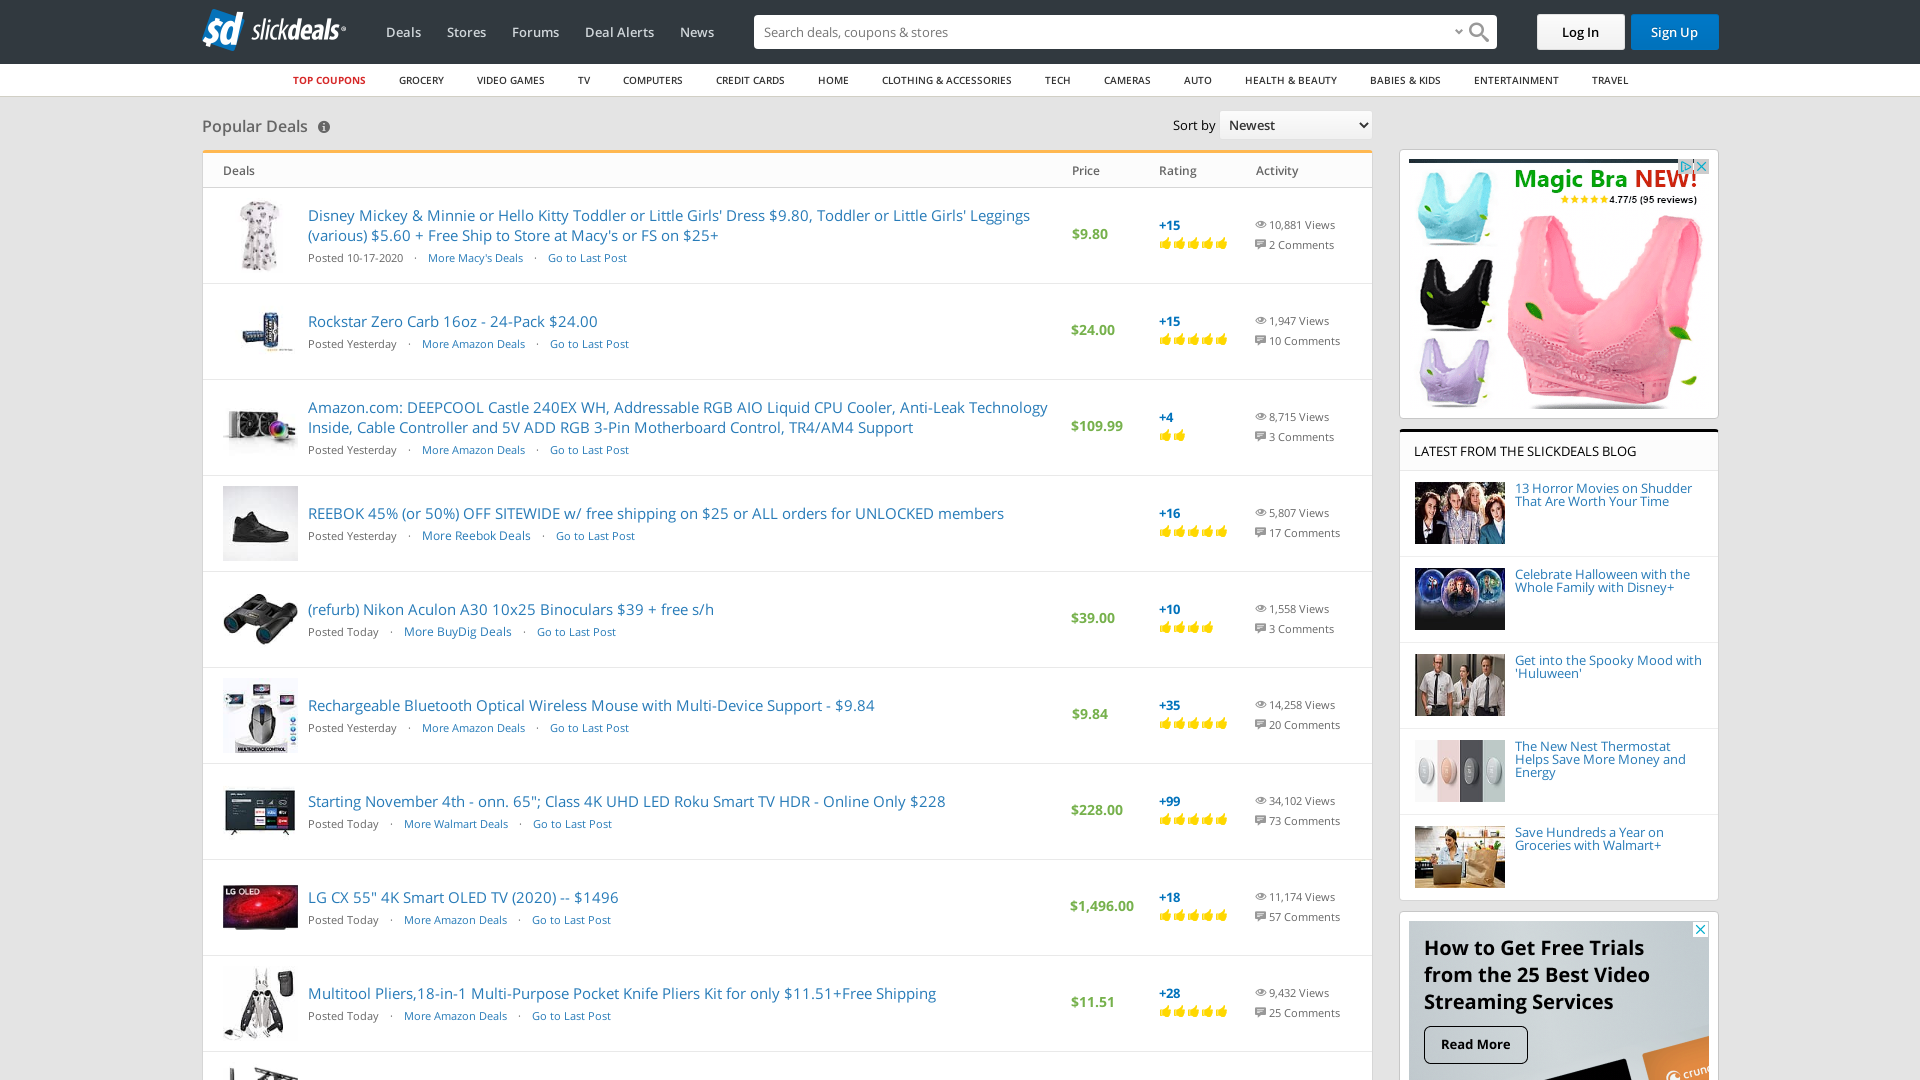 slickdeals
Deals
Stores
Forums
Deal Alerts
News
Search deals, coupons & stores
Log In
Sign Up
TOP COUPONS
GROCERY
VIDEO GAMES
TV
COMPUTERS
CREDIT CARDS
HOME
CLOTHING & ACCESSORIES
TECH
CAMERAS
AUTO
HEALTH & BEAUTY
BABIES & KIDS
ENTERTAINMENT
TRAVEL
Popular Deals
Sort by Newest
Deals Price Rating Activity
Disney Mickey & Minnie or Hello Kitty Toddler or Little Girls' Dress $9.80, Toddler or Little Girls' Leggings
(various) $5.60 + Free Ship to Store at Macy's or FS on $25+
Posted 10-17-2020 · More Macy's Deals · Go to Last Post
$9.80
+15
10,881 Views
2 Comments
Rockstar Zero Carb 16oz - 24-Pack $24.00
Posted Yesterday · More Amazon Deals · Go to Last Post
$24.00
+15
1,947 Views
10 Comments
Amazon.com: DEEPCOOL Castle 240EX WH, Addressable RGB AIO Liquid CPU Cooler, Anti-Leak Technology
Inside, Cable Controller and 5V ADD RGB 3-Pin Motherboard Control, TR4/AM4 Support
Posted Yesterday · More Amazon Deals · Go to Last Post
$109.99
+4
8,715 Views
3 Comments
REEBOK 45% (or 50%) OFF SITEWIDE w/ free shipping on $25 or ALL orders for UNLOCKED members
Posted Yesterday · More Reebok Deals · Go to Last Post
+16
5,807 Views
17 Comments
(refurb) Nikon Aculon A30 10x25 Binoculars $39 + free s/h
Posted Today · More BuyDig Deals · Go to Last Post
$39.00
+10
1,558 Views
3 Comments
Rechargeable Bluetooth Optical Wireless Mouse with Multi-Device Support - $9.84
Posted Yesterday · More Amazon Deals · Go to Last Post
$9.84
+35
14,258 Views
20 Comments
MULTI-DEVICE CONTROL
Starting November 4th - onn. 65"; Class 4K UHD LED Roku Smart TV HDR - Online Only $228
Posted Today · More Walmart Deals · Go to Last Post
$228.00
+99
34,102 Views
73 Comments
LG OLED
LG CX 55" 4K Smart OLED TV (2020) -- $1496
Posted Today · More Amazon Deals · Go to Last Post
$1,496.00
+18
11,174 Views
57 Comments
Multitool Pliers,18-in-1 Multi-Purpose Pocket Knife Pliers Kit for only $11.51+Free Shipping
Posted Today · More Amazon Deals · Go to Last Post
$11.51
+28
9,432 Views
25 Comments
Magic Bra NEW!
4.77/5 (95 reviews)
LATEST FROM THE SLICKDEALS BLOG
13 Horror Movies on Shudder
That Are Worth Your Time
Celebrate Halloween with the
Whole Family with Disney+
Get into the Spooky Mood with
'Huluween'
The New Nest Thermostat
Helps Save More Money and
Energy
Save Hundreds a Year on
Groceries with Walmart+
How to Get Free Trials
from the 25 Best Video
Streaming Services
Read More